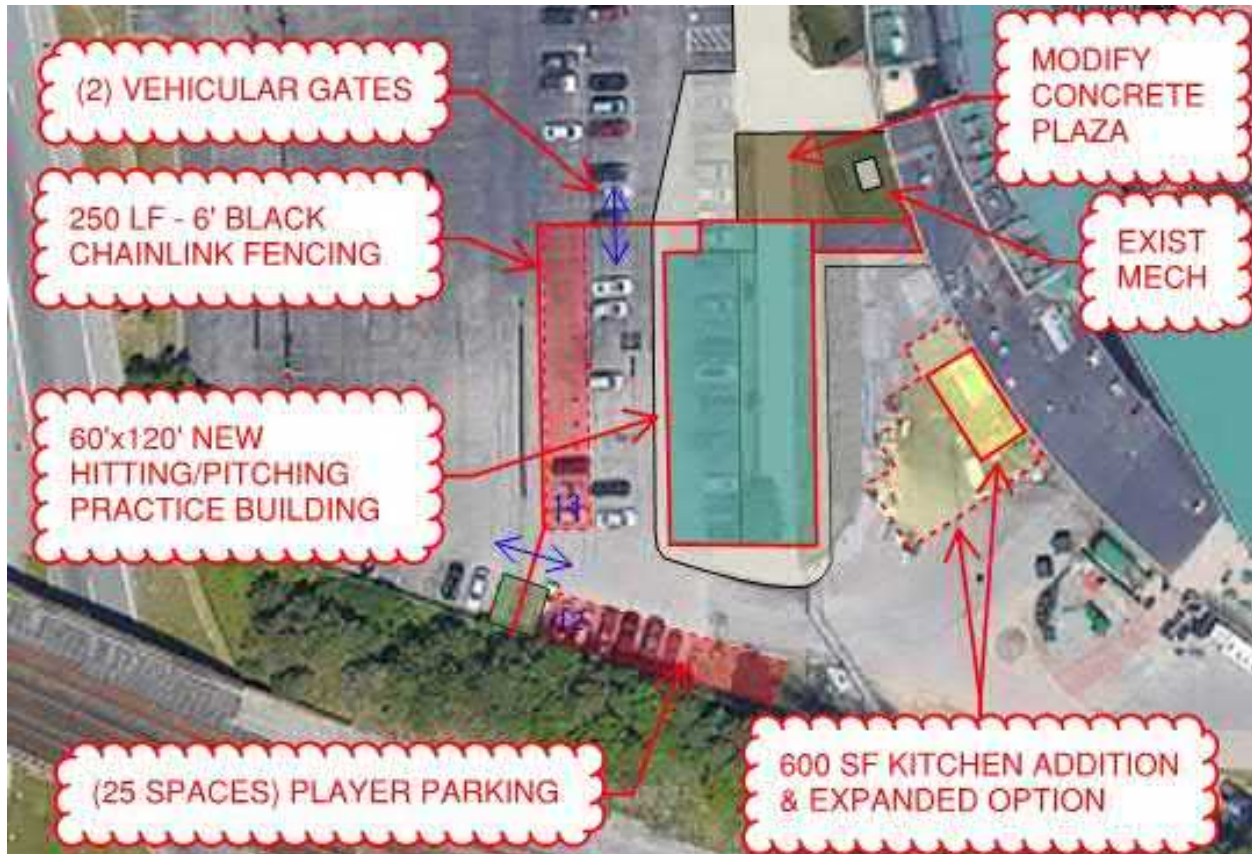 (2) VEHICULAR GATES
MODIFY
CONCRETE
PLAZA
250 LF - 6' BLACK
CHAINLINK FENCING
EXIST
MECH
60'x120' NEW
HITTING/PITCHING
PRACTICE BUILDING
(25 SPACES) PLAYER PARKING
600 SF KITCHEN ADDITION
& EXPANDED OPTION